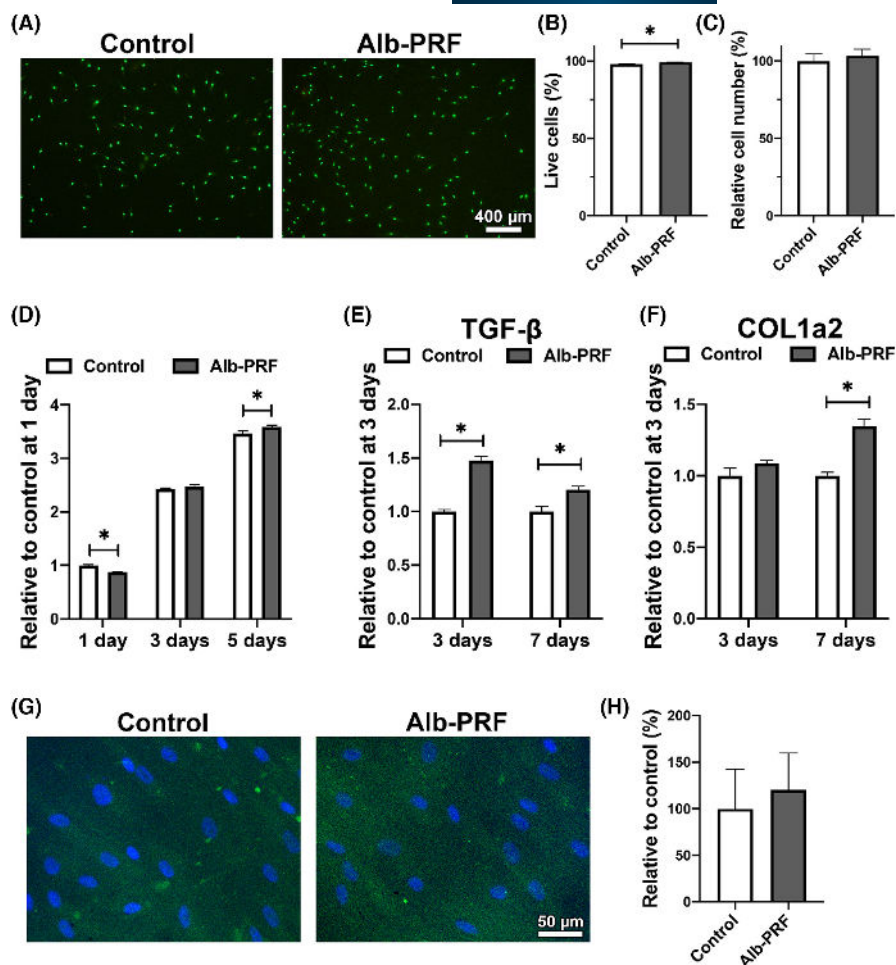 (A)
Control
Alb-PRF
400 μm
(B)
Live cells (%)
100
50
0
*
Control
Alb-PRF
(C)
Relative cell number (%)
100
50
0
Control
Alb-PRF
(D)
Control
Alb-PRF
Relative to control at 1 day
4
3
2
1
0
*
*
1 day
3 days
5 days
(E)
TGF-β
Control
Alb-PRF
Relative to control at 3 days
2.0
1.5
1.0
0.5
0.0
*
*
3 days
7 days
(F)
COL1a2
Control
Alb-PRF
Relative to control at 3 days
1.5
1.0
0.5
0.0
*
3 days
7 days
(G)
Control
Alb-PRF
50 μm
(H)
Relative to control (%)
200
150
100
50
0
Control
Alb-PRF